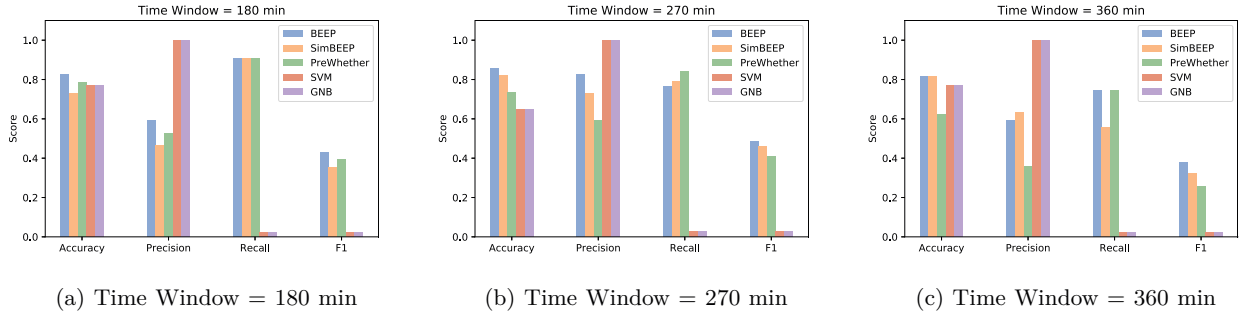 Time Window = 180 min
1.0
0.8
0.6
0.4
0.2
0.0
Score
BEEP
SimBEEP
PreWhether
SVM
GNB
Accuracy
Precision
Recall
F1
(a) Time Window = 180 min
Time Window = 270 min
1.0
0.8
0.6
0.4
0.2
0.0
Score
BEEP
SimBEEP
PreWhether
SVM
GNB
Accuracy
Precision
Recall
F1
(b) Time Window = 270 min
Time Window = 360 min
1.0
0.8
0.6
0.4
0.2
0.0
Score
BEEP
SimBEEP
PreWhether
SVM
GNB
Accuracy
Precision
Recall
F1
(c) Time Window = 360 min